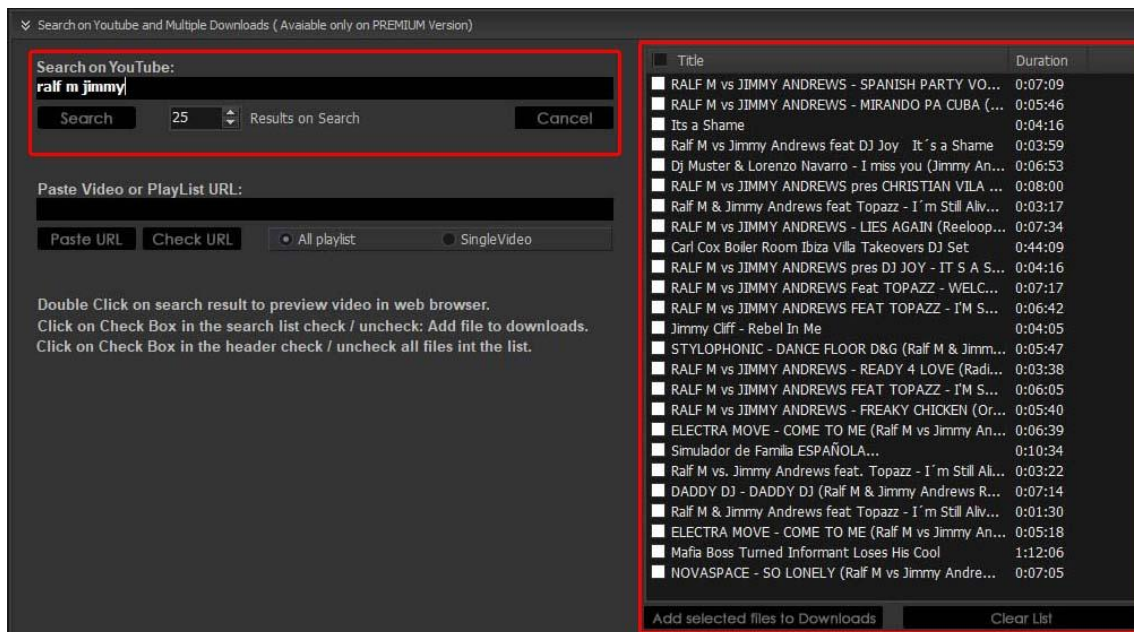 Search on Youtube and Multiple Downloads ( Avaiable only on PREMIUM Version)
Search on YouTube:
ralf m jimmy
Search 25 Results on Search Cancel
Paste Video or PlayList URL:
Paste URL Check URL All playlist SingleVideo
Double Click on search result to preview video in web browser.
Click on Check Box in the search list check / uncheck: Add file to downloads.
Click on Check Box in the header check / uncheck all files int the list.
Title Duration
RALF M vs JIMMY ANDREWS - SPANISH PARTY VO... 0:07:09
RALF M vs JIMMY ANDREWS - MIRANDO PA CUBA (... 0:05:46
Its a Shame 0:04:16
Ralf M vs Jimmy Andrews feat DJ Joy It´s a Shame 0:03:59
Dj Muster & Lorenzo Navarro - I miss you (Jimmy An... 0:06:53
RALF M vs JIMMY ANDREWS pres CHRISTIAN VILA ... 0:08:00
Ralf M & Jimmy Andrews feat Topazz - I´m Still Aliv... 0:03:17
RALF M vs JIMMY ANDREWS - LIES AGAIN (Reeloop... 0:07:34
Carl Cox Boiler Room Ibiza Villa Takeovers DJ Set 0:44:09
RALF M vs JIMMY ANDREWS pres DJ JOY - IT S A S... 0:04:16
RALF M vs JIMMY ANDREWS Feat TOPAZZ - WELC... 0:07:17
RALF M vs JIMMY ANDREWS FEAT TOPAZZ - I'M S... 0:06:42
Jimmy Cliff - Rebel In Me 0:04:05
STYLOPHONIC - DANCE FLOOR D&G (Ralf M & Jimm... 0:05:47
RALF M vs JIMMY ANDREWS - READY 4 LOVE (Radi... 0:03:38
RALF M vs JIMMY ANDREWS FEAT TOPAZZ - I'M S... 0:06:05
RALF M vs JIMMY ANDREWS - FREAKY CHICKEN (Or... 0:05:40
ELECTRA MOVE - COME TO ME (Ralf M vs Jimmy An... 0:06:39
Simulador de Familia ESPAÑOLA... 0:10:34
Ralf M vs. Jimmy Andrews feat. Topazz - I´m Still Ali... 0:03:22
DADDY DJ - DADDY DJ (Ralf M & Jimmy Andrews R... 0:07:14
Ralf M & Jimmy Andrews feat Topazz - I´m Still Aliv... 0:01:30
ELECTRA MOVE - COME TO ME (Ralf M vs Jimmy An... 0:05:18
Mafia Boss Turned Informant Loses His Cool 1:12:06
NOVASPACE - SO LONELY (Ralf M vs Jimmy Andre... 0:07:05
Add selected files to Downloads Clear List